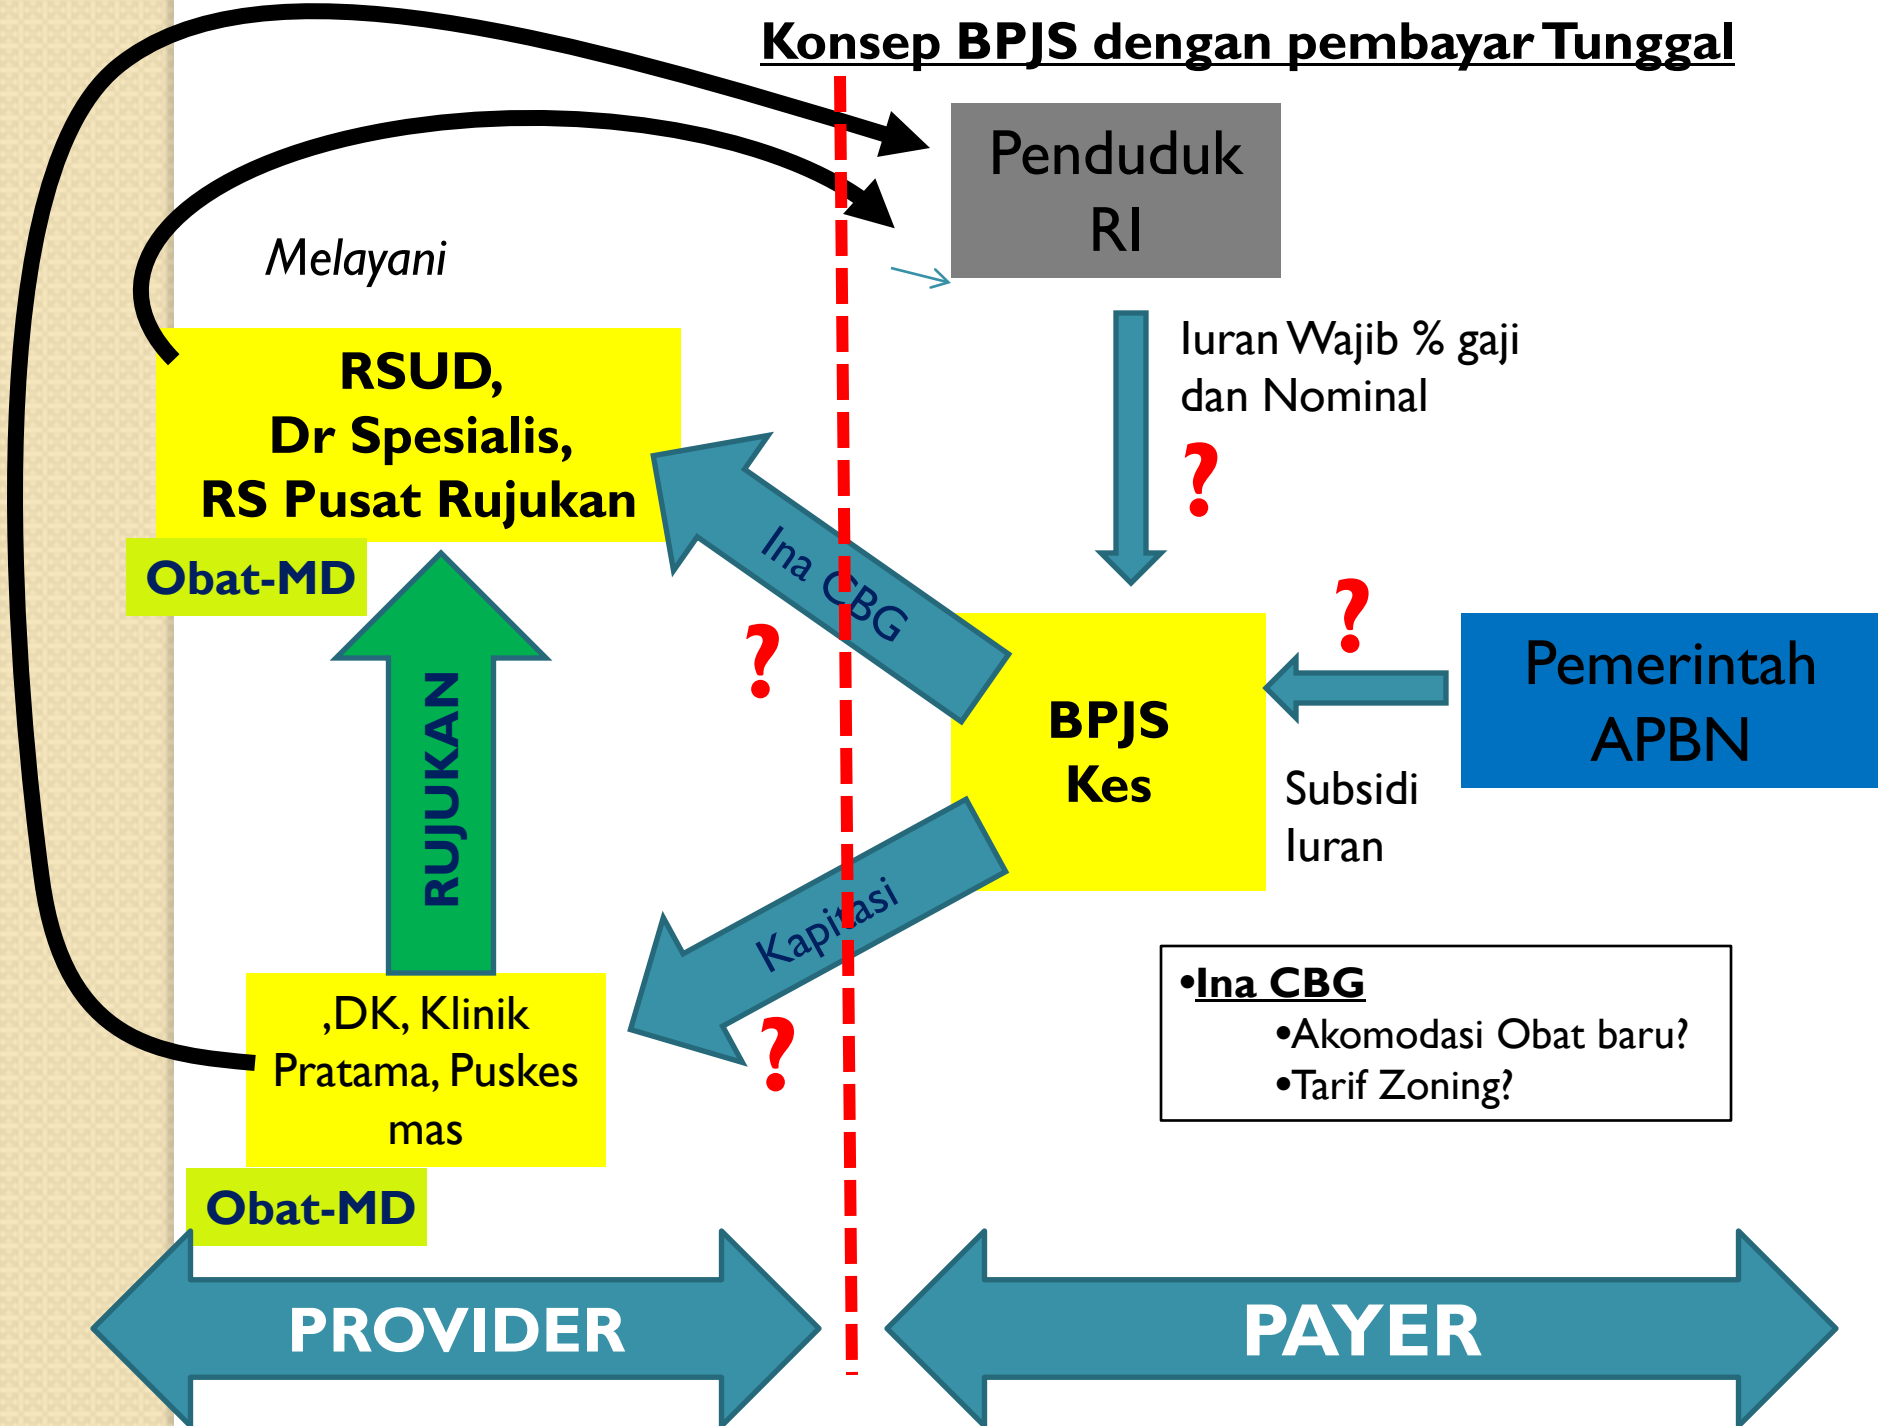 Konsep BPJS dengan pembayar Tunggal
Penduduk
RI
Melayani
Iuran Wajib % gaji
dan Nominal
?
RSUD,
Dr Spesialis,
RS Pusat Rujukan
Obat-MD
Ina CBG
?
?
BPJS
Kes
Pemerintah
APBN
Subsidi
Iuran
RUJUKAN
Kapitasi
?
,DK, Klinik
Pratama, Puskes
mas
Obat-MD
•Ina CBG
•Akomodasi Obat baru?
•Tarif Zoning?
PROVIDER
PAYER